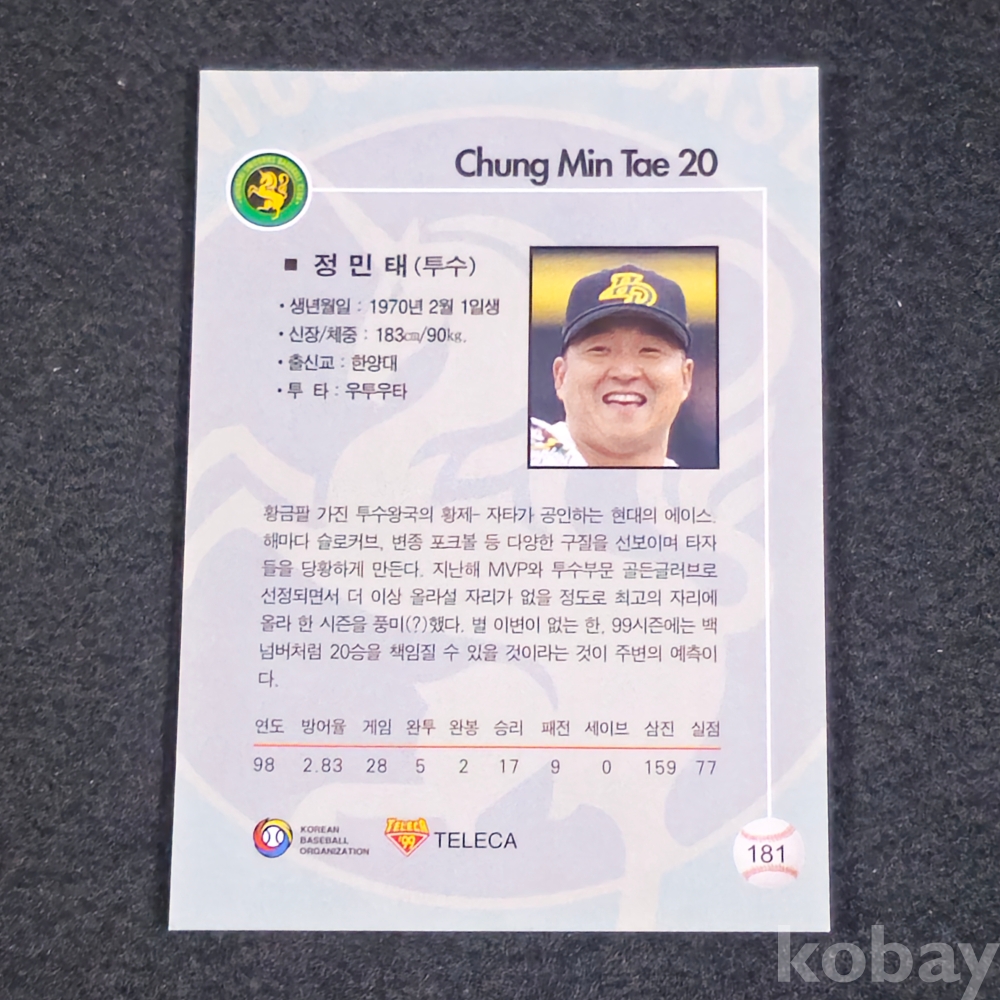 Chung Min Tae 20
■ 정 민 태 (투수)
• 생년월일 : 1970년 2월 1일생
• 신장/체중 : 183㎝/90㎏.
• 출신교 : 한양대
• 투 타 : 우투우타
황금팔 가진 투수왕국의 황제- 자타가 공인하는 현대의 에이스.
해마다 슬로커브, 변종 포크볼 등 다양한 구질을 선보이며 타자
들을 당황하게 만든다. 지난해 MVP와 투수부문 골든글러브로
선정되면서 더 이상 올라설 자리가 없을 정도로 최고의 자리에
올라 한 시즌을 풍미(?)했다. 별 이변이 없는 한, 99시즌에는 백
넘버처럼 20승을 책임질 수 있을 것이라는 것이 주변의 예측이
다.
연도 방어율 게임 완투 완봉 승리 패전 세이브 삼진 실점
98 2.83 28 5 2 17 9 0 159 77
KOREAN
BASEBALL
ORGANIZATION
TELECA
'99
TELECA
181
kobay